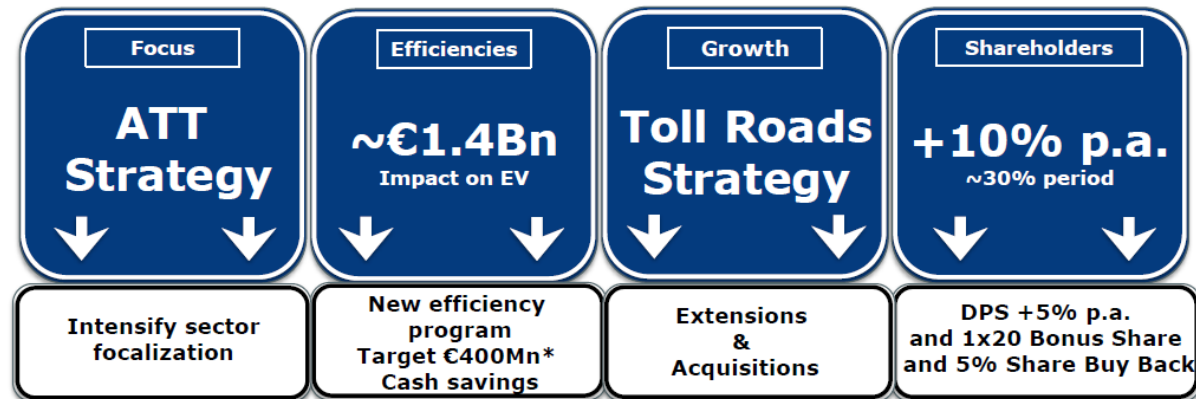 Focus
ATT
Strategy
Intensify sector
focalization
Efficiencies
~€1.4Bn
Impact on EV
New efficiency
program
Target €400Mn*
Cash savings
Growth
Toll Roads
Strategy
Extensions
&
Acquisitions
Shareholders
+10% p.a.
~30% period
DPS +5% p.a.
and 1x20 Bonus Share
and 5% Share Buy Back